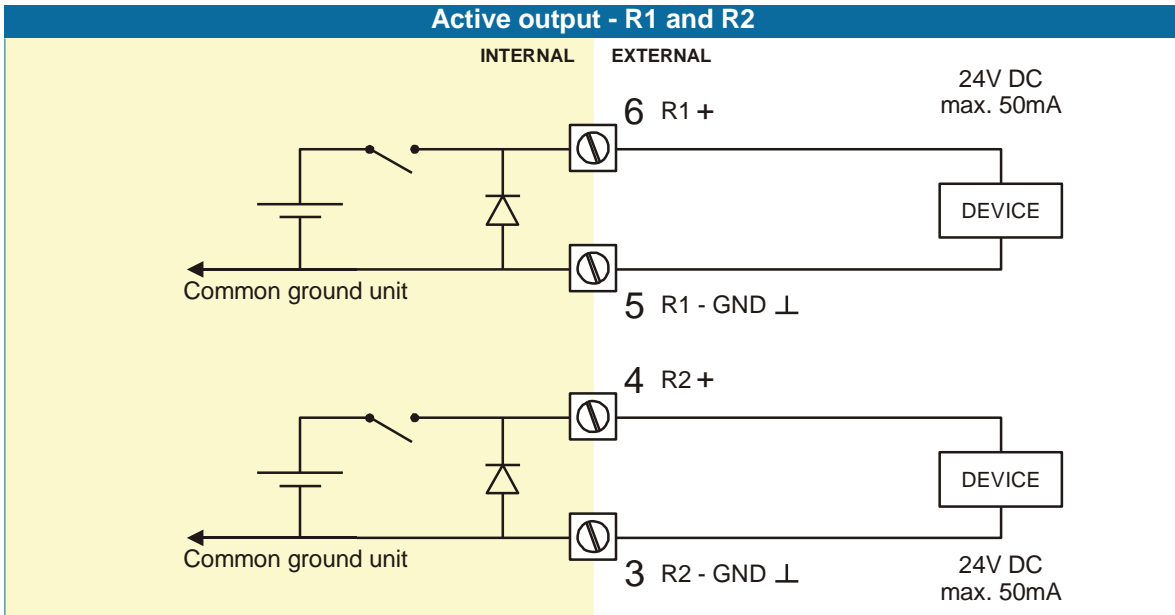 Active output - R1 and R2
INTERNAL EXTERNAL
24V DC
max. 50mA
6 R1 +
DEVICE
Common ground unit
5 R1 - GND ⊥
4 R2 +
DEVICE
Common ground unit
3 R2 - GND ⊥
24V DC
max. 50mA